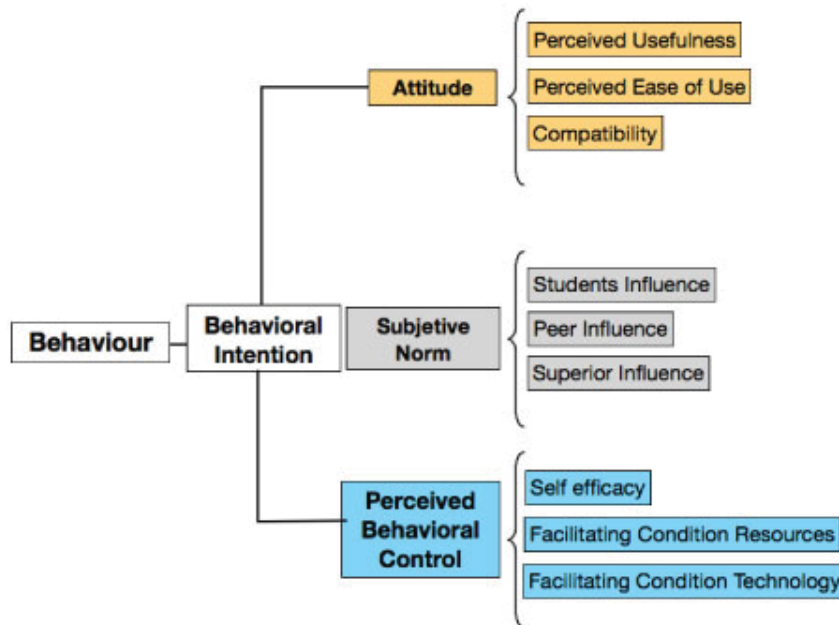 Perceived Usefulness
Attitude
Perceived Ease of Use
Compatibility
Behaviour
Behavioral
Intention
Subjetive
Norm
Students Influence
Peer Influence
Superior Influence
Perceived
Behavioral
Control
Self efficacy
Facilitating Condition Resources
Facilitating Condition Technology